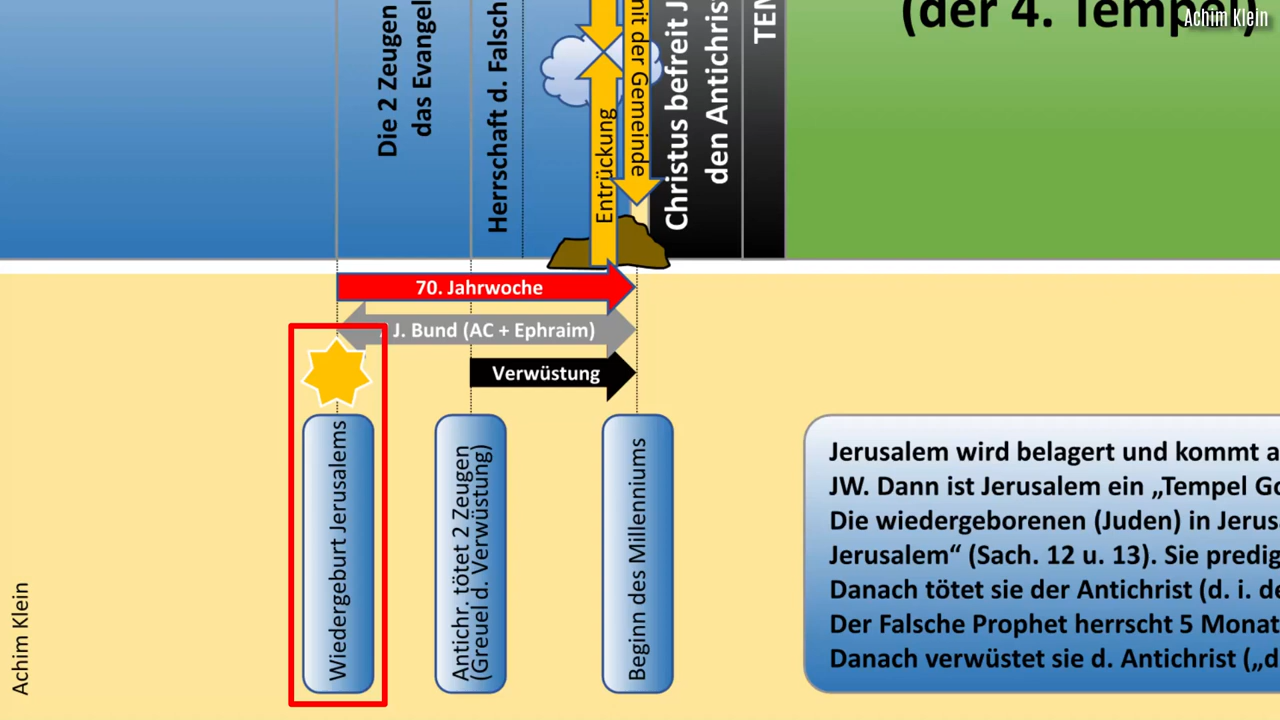 (der 4. Tempel)
Achim Klein
Die 2 Zeugen
das Evangel
Herrschaft d. Falsch
Entrückung
mit der Gemeinde
Christus befreit J
den Antichrist
TEN
70. Jahrwoche
J. Bund (AC + Ephraim)
Verwüstung
Wiedergeburt Jerusalems
Antichr. tötet 2 Zeugen
(Greuel d. Verwüstung)
Beginn des Millenniums
Jerusalem wird belagert und kommt a
JW. Dann ist Jerusalem ein „Tempel Go
Die wiedergeborenen (Juden) in Jerus
Jerusalem“ (Sach. 12 u. 13). Sie predig
Danach tötet sie der Antichrist (d. i. de
Der Falsche Prophet herrscht 5 Monat
Danach verwüstet sie d. Antichrist („d
Achim Klein